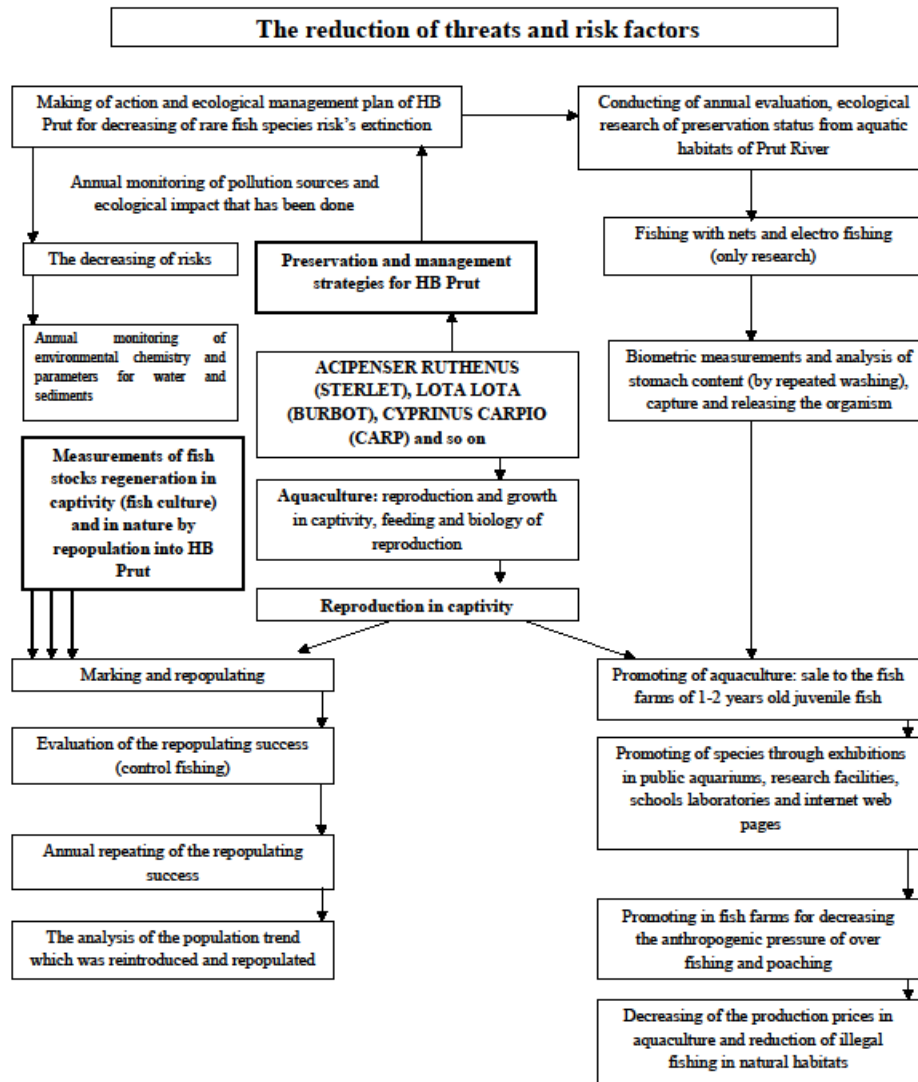 The reduction of threats and risk factors
Making of action and ecological management plan of HB
Prut for decreasing of rare fish species risk's extinction
Conducting of annual evaluation, ecological
research of preservation status from aquatic
habitats of Prut River
Annual monitoring of pollution sources and
ecological impact that has been done
Fishing with nets and electro fishing
(only research)
The decreasing of risks
Preservation and management
strategies for HB Prut
Annual monitoring of
environmental chemistry and
parameters for water and
sediments
ACIPENSER RUTHENUS
(STERLET), LOTA LOTA
(BURBOT), CYPRINUS CARPIO
(CARP) and so on
Biometric measurements and analysis of
stomach content (by repeated washing),
capture and releasing the organism
Measurements of fish
stocks regeneration in
captivity (fish culture)
and in nature by
repopulation into HB
Prut
Aquaculture: reproduction and growth
in captivity, feeding and biology of
reproduction
Reproduction in captivity
Marking and repopulating
Promoting of aquaculture: sale to the fish
farms of 1-2 years old juvenile fish
Evaluation of the repopulating success
(control fishing)
Promoting of species through exhibitions
in public aquariums, research facilities,
schools laboratories and internet web
pages
Annual repeating of the repopulating
success
The analysis of the population trend
which was reintroduced and repopulated
Promoting in fish farms for decreasing
the anthropogenic pressure of over
fishing and poaching
Decreasing of the production prices in
aquaculture and reduction of illegal
fishing in natural habitats